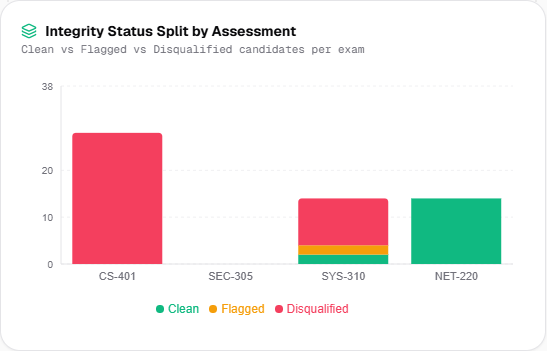 Integrity Status Split by Assessment
Clean vs Flagged vs Disqualified candidates per exam
38
20
10
0
CS-401 SEC-305 SYS-310 NET-220
Clean Flagged Disqualified